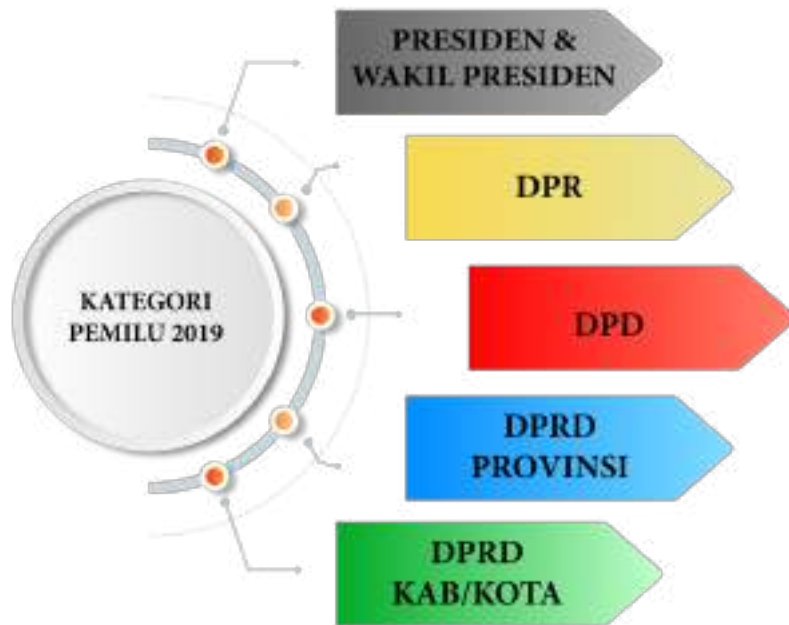 PRESIDEN &
WAKIL PRESIDEN
DPR
KATEGORI
PEMILU 2019
DPD
DPRD
PROVINSI
DPRD
KAB/KOTA